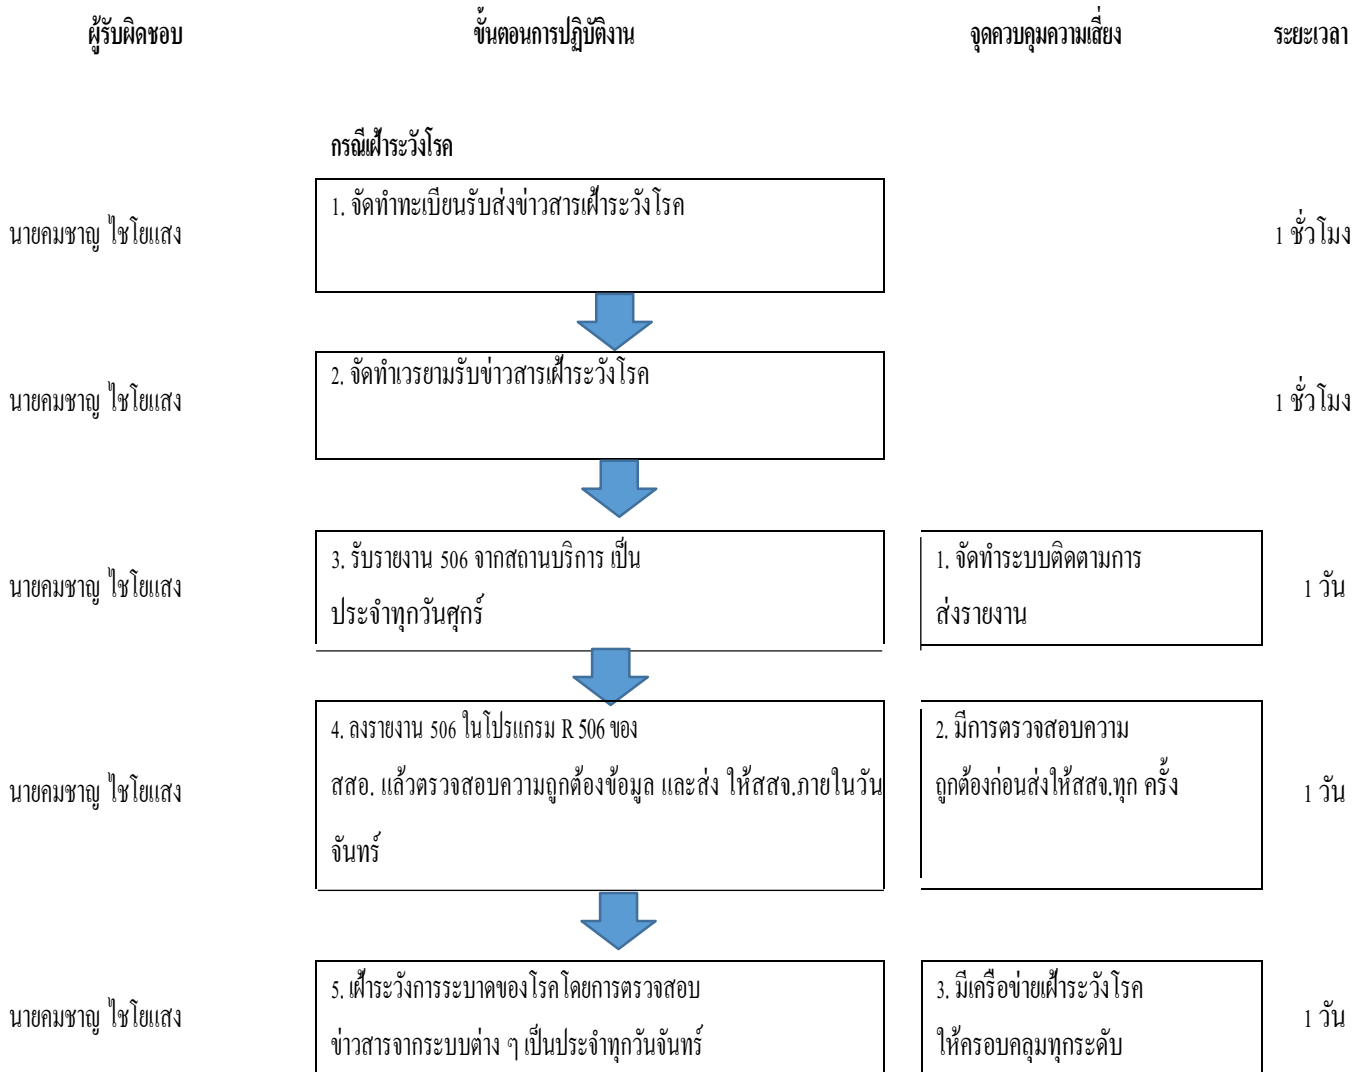 ผู้รับผิดชอบ ขั้นตอนการปฏิบัติงาน จุดควบคุมความเสี่ยง ระยะเวลา
กรณีเฝ้าระวังโรค
1. จัดทำทะเบียนรับส่งข่าวสารเฝ้าระวังโรค
นายคมชาญ ไชโยแสง 1 ชั่วโมง
2. จัดทำเวรยามรับข่าวสารเฝ้าระวังโรค
นายคมชาญ ไชโยแสง 1 ชั่วโมง
3. รับรายงาน 506 จากสถานบริการ เป็น
ประจำทุกวันศุกร์
1. จัดทำระบบติดตามการ
ส่งรายงาน
นายคมชาญ ไชโยแสง 1 วัน
4. ลงรายงาน 506 ในโปรแกรม R 506 ของ
สสอ. แล้วตรวจสอบความถูกต้องข้อมูล และส่ง ให้สสจ.ภายในวัน
จันทร์
2. มีการตรวจสอบความ
ถูกต้องก่อนส่งให้สสจ.ทุก ครั้ง
นายคมชาญ ไชโยแสง 1 วัน
5. เฝ้าระวังการระบาดของโรคโดยการตรวจสอบ
ข่าวสารจากระบบต่าง ๆ เป็นประจำทุกวันจันทร์
3. มีเครือข่ายเฝ้าระวังโรค
ให้ครอบคลุมทุกระดับ
นายคมชาญ ไชโยแสง 1 วัน